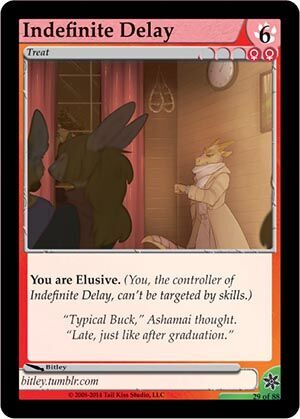 Indefinite Delay
6
Treat
You are Elusive. (You, the controller of
Indefinite Delay, can't be targeted by skills.)
"Typical Buck," Ashamai thought.
"Late, just like after graduation."
Bitley
bitley.tumblr.com
© 2008-2014 Tail Kiss Studio, LLC
29 of 88